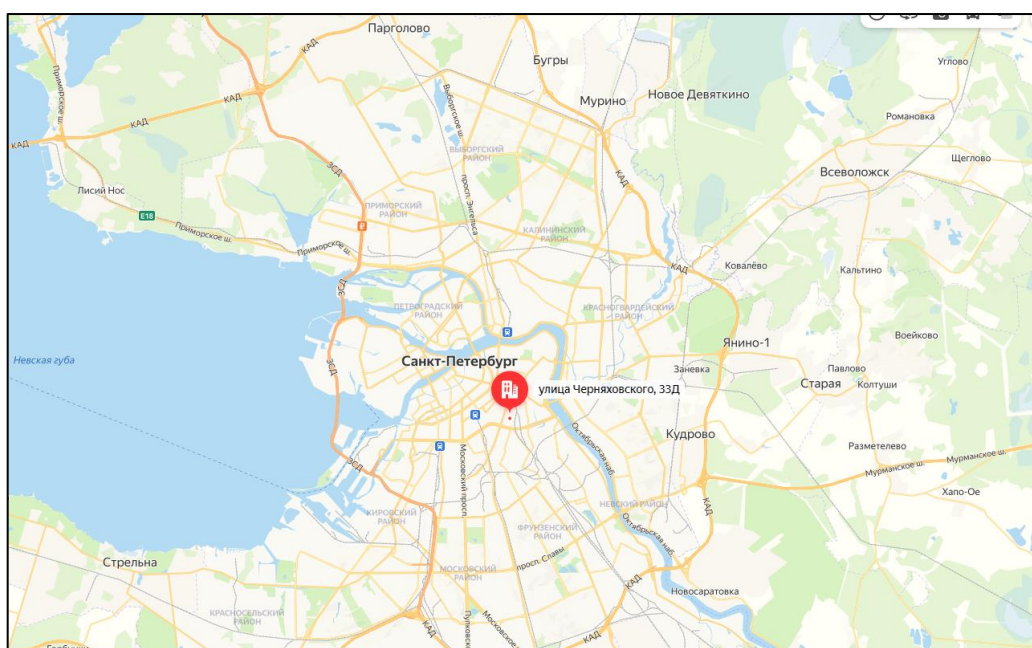 Парголово
КАД
Бугры
Углово
Приморское ш.
КАД
Мурино
Новое Девяткино
КАД
Выборгское ш.
Романовка
КАД
КАД
ВЫБОРГСКИЙ
РАЙОН
Щеглово
ЗСД
просп. Энгельса
КАД
Всеволожск
Лисий Нос
ПРИМОРСКИЙ
РАЙОН
E18
Приморское ш.
КАЛИНИНСКИЙ
РАЙОН
Приморское ш.
КАД
Ковалёво
Кальтино
ЗСД
ПЕТРОГРАДСКИЙ
РАЙОН
КРАСНОГВАРДЕЙСКИЙ
РАЙОН
Янино-1
Воейково
Невская губа
Санкт-Петербург
ЗСД
Заневка
Павлово
Старая
Колтуши
улица Черняховского, 33Д
Октябрьская наб.
Кудрово
Разметелево
Мурманское ш.
Мурманское ш.
ЗСД
Московский просп.
Хапо-Ое
КИРОВСКИЙ
РАЙОН
НЕВСКИЙ РАЙОН
КАД
ФРУНЗЕНСКИЙ
РАЙОН
Октябрьская наб.
Стрельна
МОСКОВСКИЙ
РАЙОН
просп. Славы
КАД
Новосаратовка
КРАСНОСЕЛЬСКИЙ
РАЙОН
КАД
КАД